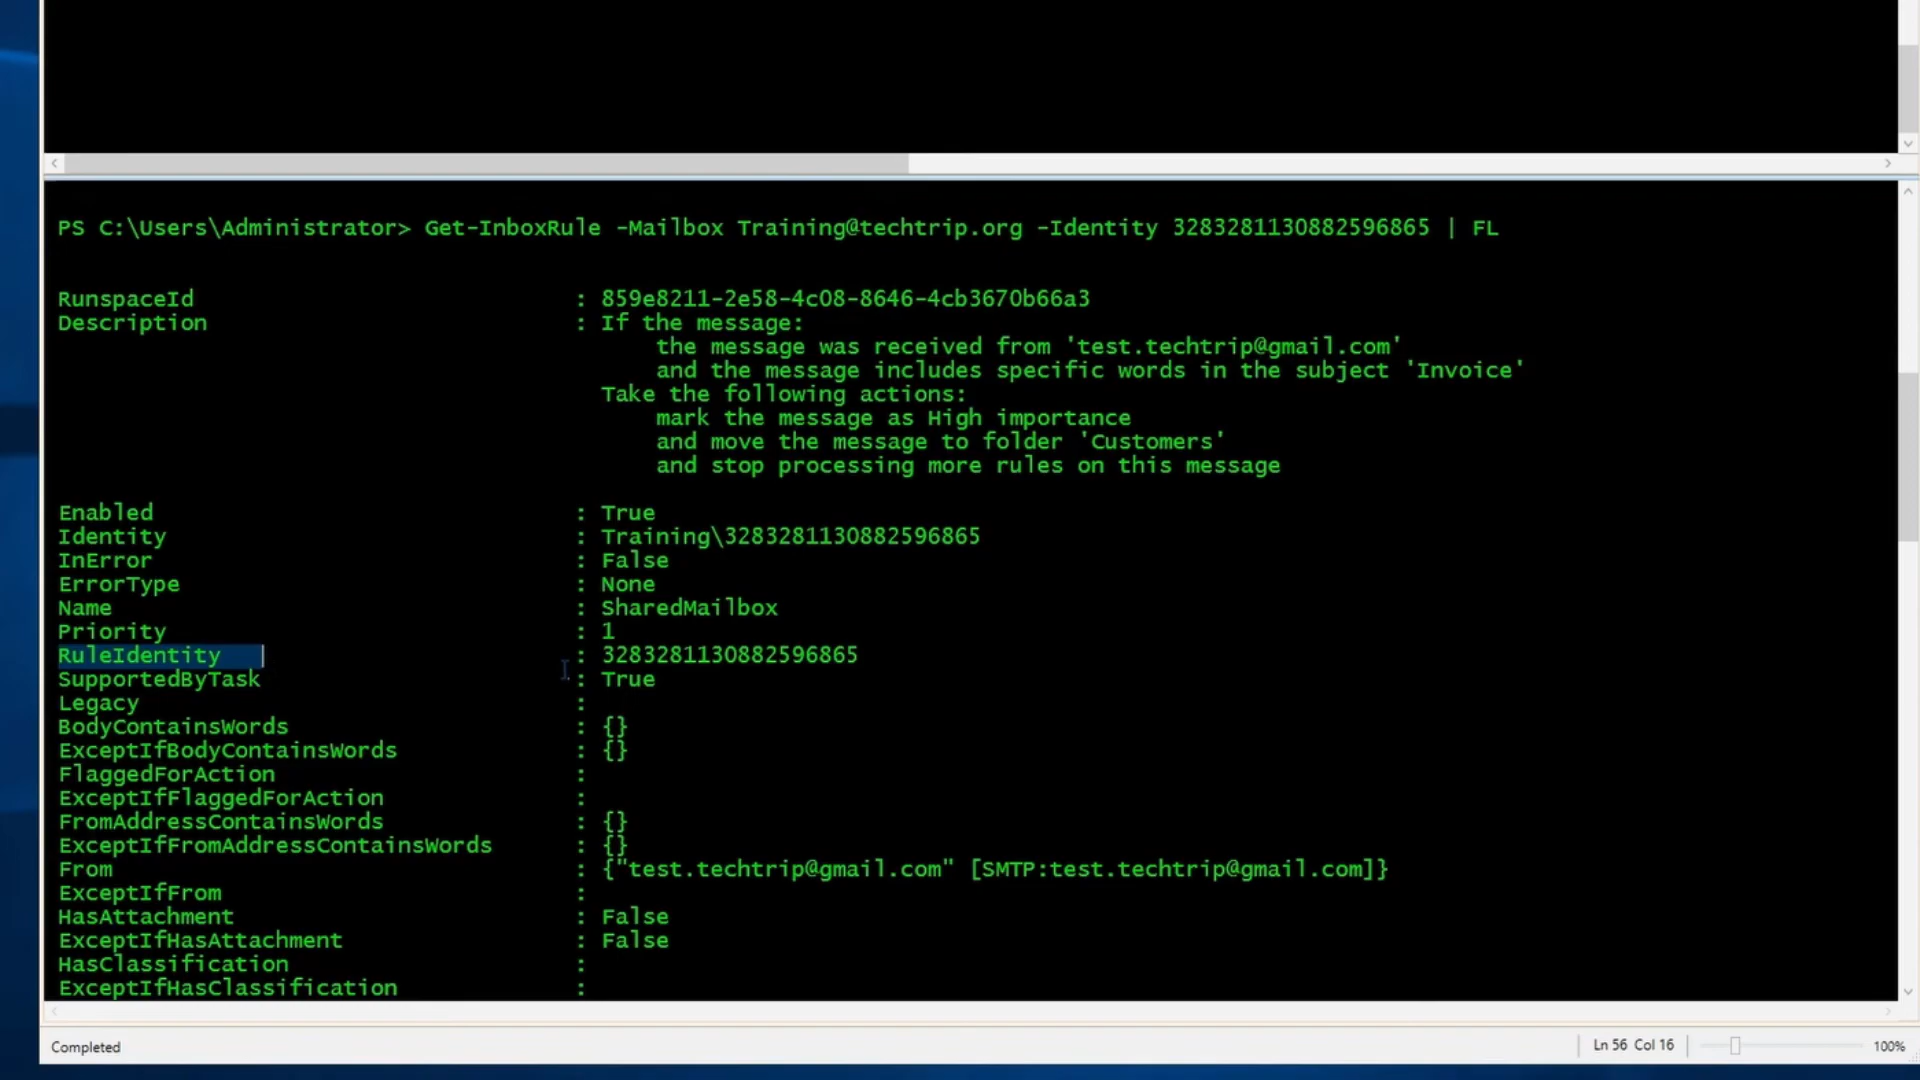 PS C:\Users\Administrator> Get-InboxRule -Mailbox Training@techtrip.org -Identity 3283281130882596865 | FL
RunspaceId : 859e8211-2e58-4c08-8646-4cb3670b66a3
Description : If the message:
the message was received from 'test.techtrip@gmail.com'
and the message includes specific words in the subject 'Invoice'
Take the following actions:
mark the message as High importance
and move the message to folder 'Customers'
and stop processing more rules on this message
Enabled : True
Identity : Training\3283281130882596865
InError : False
ErrorType : None
Name : SharedMailbox
Priority : 1
RuleIdentity : 3283281130882596865
SupportedByTask : True
Legacy :
BodyContainsWords : {}
ExceptIfBodyContainsWords : {}
FlaggedForAction :
ExceptIfFlaggedForAction :
FromAddressContainsWords : {}
ExceptIfFromAddressContainsWords : {}
From : {"test.techtrip@gmail.com" [SMTP:test.techtrip@gmail.com]}
ExceptIfFrom :
HasAttachment : False
ExceptIfHasAttachment : False
HasClassification :
ExceptIfHasClassification :
Completed Ln 56 Col 16 100%